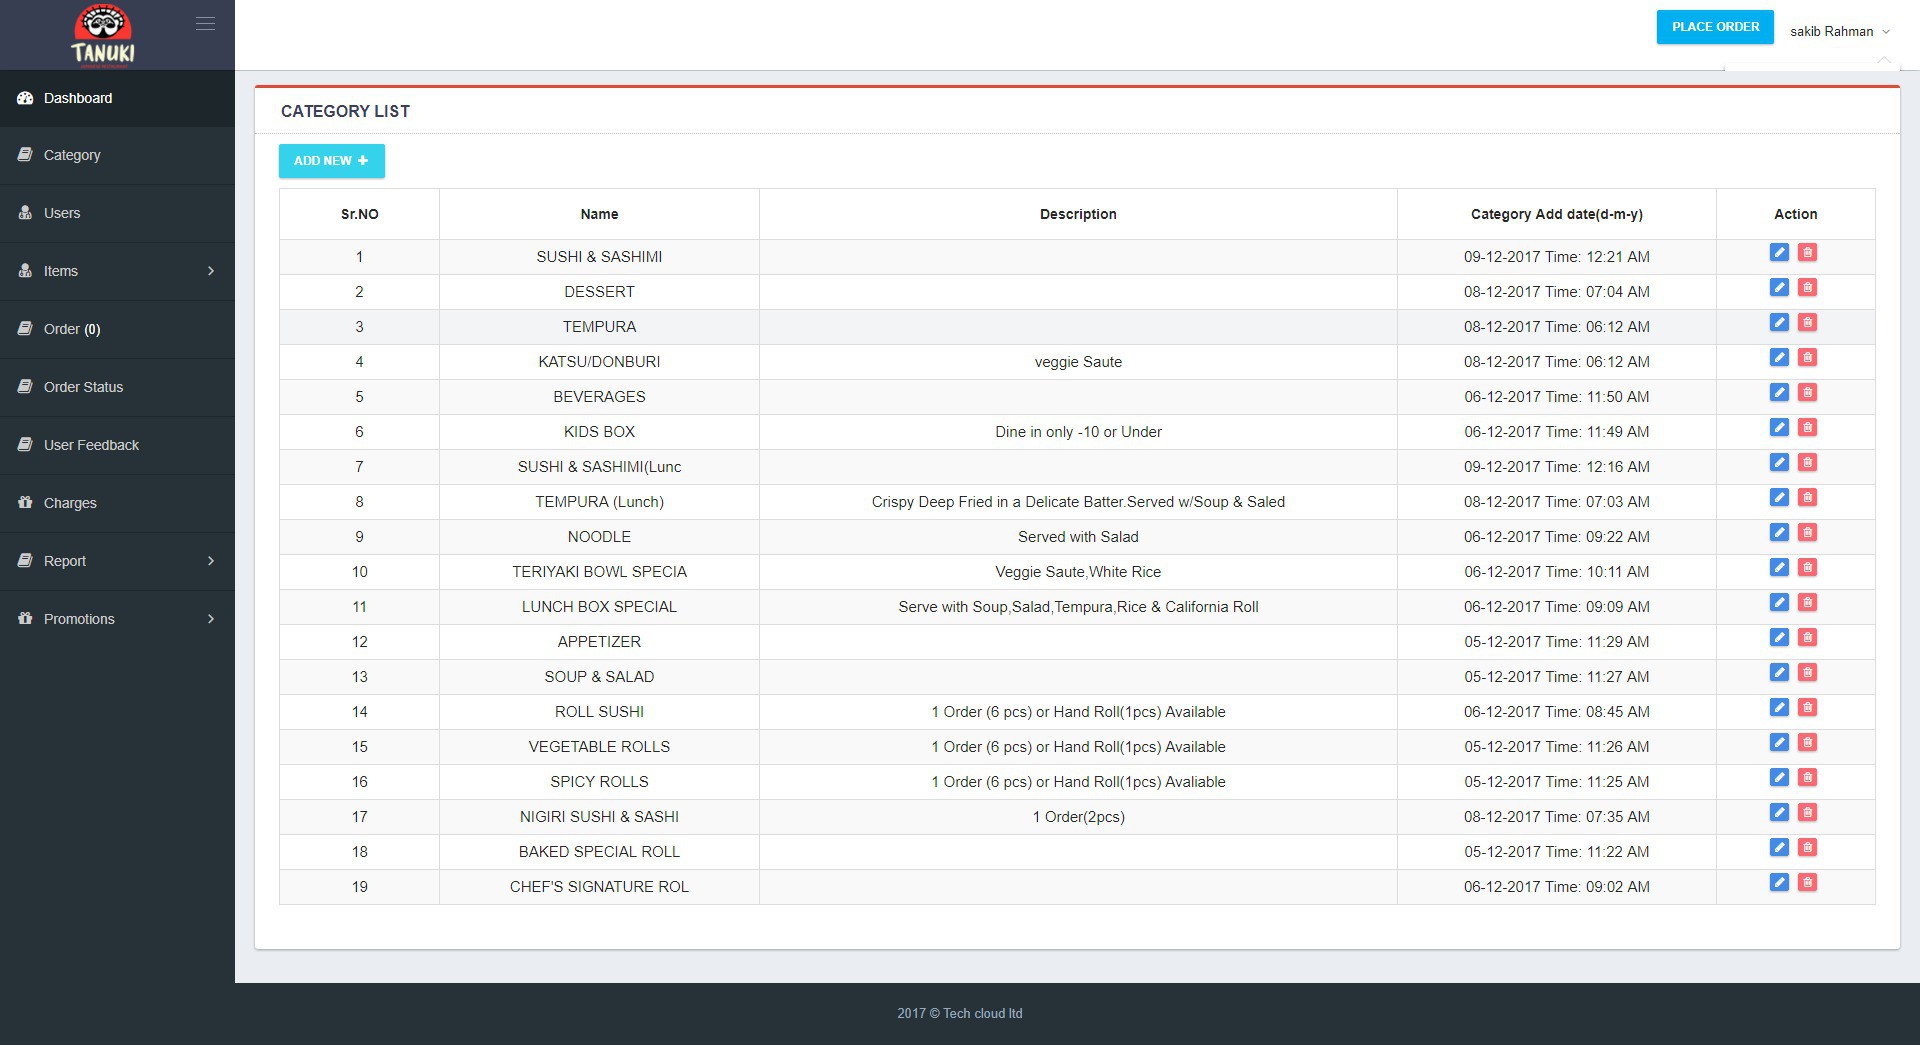 TANUKI
PLACE ORDER
sakib Rahman
Dashboard
Category
Users
Items
Order (0)
Order Status
User Feedback
Charges
Report
Promotions
CATEGORY LIST
ADD NEW +
Sr.NO Name Description Category Add date(d-m-y) Action
1 SUSHI & SASHIMI 09-12-2017 Time: 12:21 AM
2 DESSERT 08-12-2017 Time: 07:04 AM
3 TEMPURA 08-12-2017 Time: 06:12 AM
4 KATSU/DONBURI veggie Saute 08-12-2017 Time: 06:12 AM
5 BEVERAGES 06-12-2017 Time: 11:50 AM
6 KIDS BOX Dine in only -10 or Under 06-12-2017 Time: 11:49 AM
7 SUSHI & SASHIMI(Lunc 09-12-2017 Time: 12:16 AM
8 TEMPURA (Lunch) Crispy Deep Fried in a Delicate Batter.Served w/Soup & Saled 08-12-2017 Time: 07:03 AM
9 NOODLE Served with Salad 06-12-2017 Time: 09:22 AM
10 TERIYAKI BOWL SPECIA Veggie Saute,White Rice 06-12-2017 Time: 10:11 AM
11 LUNCH BOX SPECIAL Serve with Soup,Salad,Tempura,Rice & California Roll 06-12-2017 Time: 09:09 AM
12 APPETIZER 05-12-2017 Time: 11:29 AM
13 SOUP & SALAD 05-12-2017 Time: 11:27 AM
14 ROLL SUSHI 1 Order (6 pcs) or Hand Roll(1pcs) Available 06-12-2017 Time: 08:45 AM
15 VEGETABLE ROLLS 1 Order (6 pcs) or Hand Roll(1pcs) Available 05-12-2017 Time: 11:26 AM
16 SPICY ROLLS 1 Order (6 pcs) or Hand Roll(1pcs) Avaliable 05-12-2017 Time: 11:25 AM
17 NIGIRI SUSHI & SASHI 1 Order(2pcs) 08-12-2017 Time: 07:35 AM
18 BAKED SPECIAL ROLL 05-12-2017 Time: 11:22 AM
19 CHEF'S SIGNATURE ROL 06-12-2017 Time: 09:02 AM
2017 © Tech cloud ltd